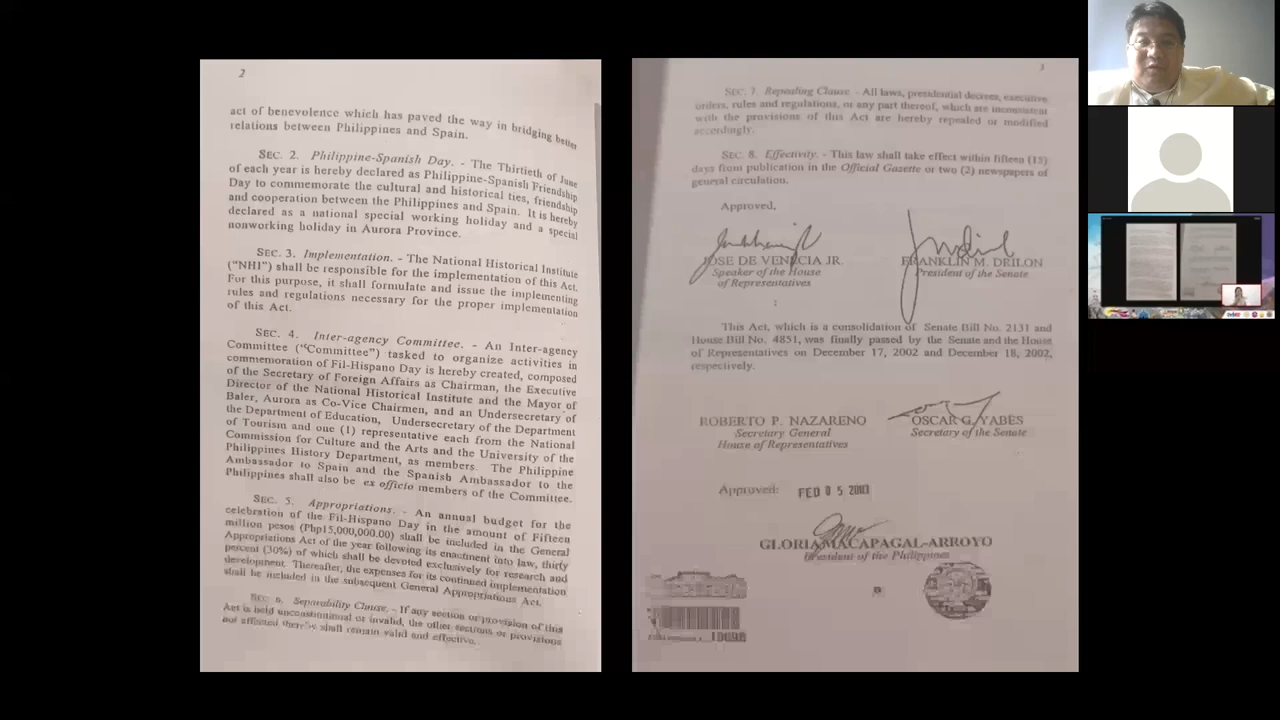 2
act of benevolence which has paved the way in bridging better
relations between Philippines and Spain.
SEC. 2. Philippine-Spanish Day. - The Thirtieth of June
of each year is hereby declared as Philippine-Spanish Friendship
Day to commemorate the cultural and historical ties, friendship
and cooperation between the Philippines and Spain. It is hereby
declared as a national special working holiday and a special
nonworking holiday in Aurora Province.
SEC. 3. Implementation. - The National Historical Institute
("NHI") shall be responsible for the implementation of this Act.
For this purpose, it shall formulate and issue the implementing
rules and regulations necessary for the proper implementation
of this Act.
SEC. 4. Inter-agency Committee. - An Inter-agency
Committee ("Committee") tasked to organize activities in
commemoration of Fil-Hispano Day is hereby created, composed
of the Secretary of Foreign Affairs as Chairman, the Executive
Director of the National Historical Institute and the Mayor of
Baler, Aurora as Co-Vice Chairmen, and an Undersecretary of
the Department of Education, Undersecretary of the Department
of Tourism and one (1) representative each from the National
Commission for Culture and the Arts and the University of the
Philippines History Department, as members. The Philippine
Ambassador to Spain and the Spanish Ambassador to the
Philippines shall also be ex officio members of the Committee.
SEC. 5. Appropriations. - An annual budget for the
celebration of the Fil-Hispano Day in the amount of Fifteen
million pesos (Php15,000,000.00) shall be included in the General
Appropriations Act of the year following its enactment into law, thirty
percent (30%) of which shall be devoted exclusively for research and
development. Thereafter, the expenses for its continued implementation
shall be included in the subsequent General Appropriations Act.
SEC. 6. Separability Clause. - If any section or provision of this
Act is held unconstitutional or invalid, the other sections or provisions
not affected thereby shall remain valid and effective.
3
SEC. 7. Repealing Clause. - All laws, presidential decrees, executive
orders, rules and regulations, or any part thereof, which are inconsistent
with the provisions of this Act are hereby repealed or modified
accordingly.
SEC. 8. Effectivity. - This law shall take effect within fifteen (15)
days from publication in the Official Gazette or two (2) newspapers of
general circulation.
Approved,
JOSE DE VENECIA JR.
Speaker of the House
of Representatives
FRANKLIN M. DRILON
President of the Senate
This Act, which is a consolidation of Senate Bill No. 2131 and
House Bill No. 4851, was finally passed by the Senate and the House
of Representatives on December 17, 2002 and December 18, 2002,
respectively.
ROBERTO P. NAZARENO
Secretary General
House of Representatives
OSCAR G. YABES
Secretary of the Senate
Approved: FEB 05 2003
GLORIA MACAPAGAL-ARROYO
President of the Philippines